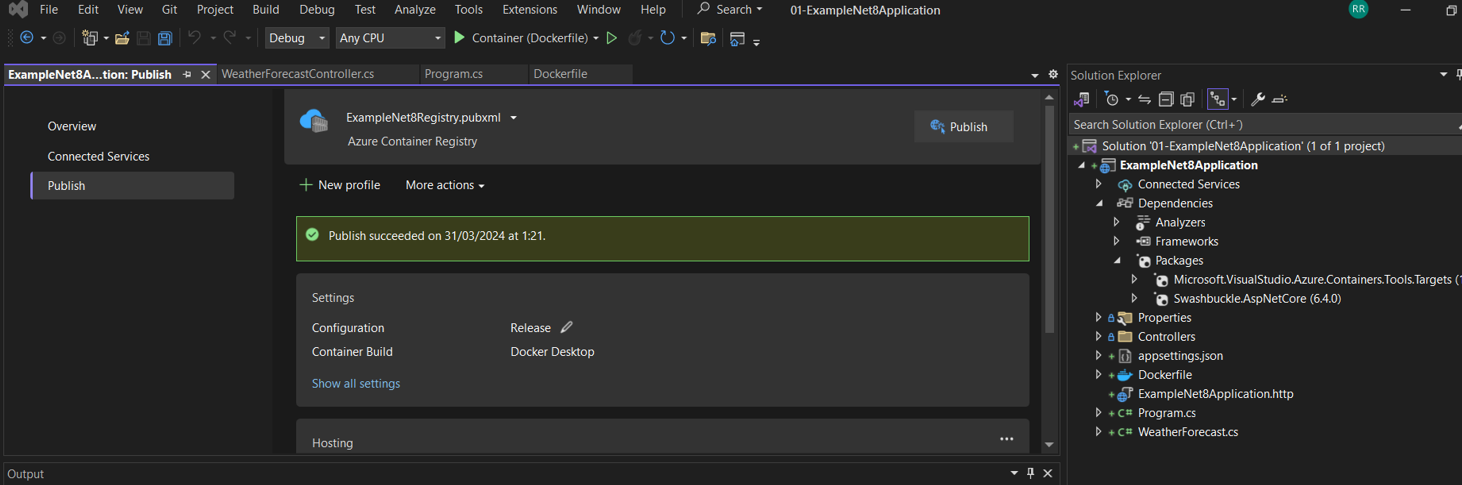 File Edit View Git Project Build Debug Test Analyze Tools Extensions Window Help Search 01-ExampleNet8Application RR
Debug Any CPU Container (Dockerfile)
ExampleNet8A...tion: Publish WeatherForecastController.cs Program.cs Dockerfile
Overview
Connected Services
Publish
ExampleNet8Registry.pubxml
Azure Container Registry
Publish
New profile More actions
Publish succeeded on 31/03/2024 at 1:21.
Settings
Configuration Release
Container Build Docker Desktop
Show all settings
Hosting
Output
Solution Explorer
Search Solution Explorer (Ctrl+´)
Solution '01-ExampleNet8Application' (1 of 1 project)
ExampleNet8Application
Connected Services
Dependencies
Analyzers
Frameworks
Packages
Microsoft.VisualStudio.Azure.Containers.Tools.Targets (1
Swashbuckle.AspNetCore (6.4.0)
Properties
Controllers
appsettings.json
Dockerfile
ExampleNet8Application.http
C# Program.cs
C# WeatherForecast.cs